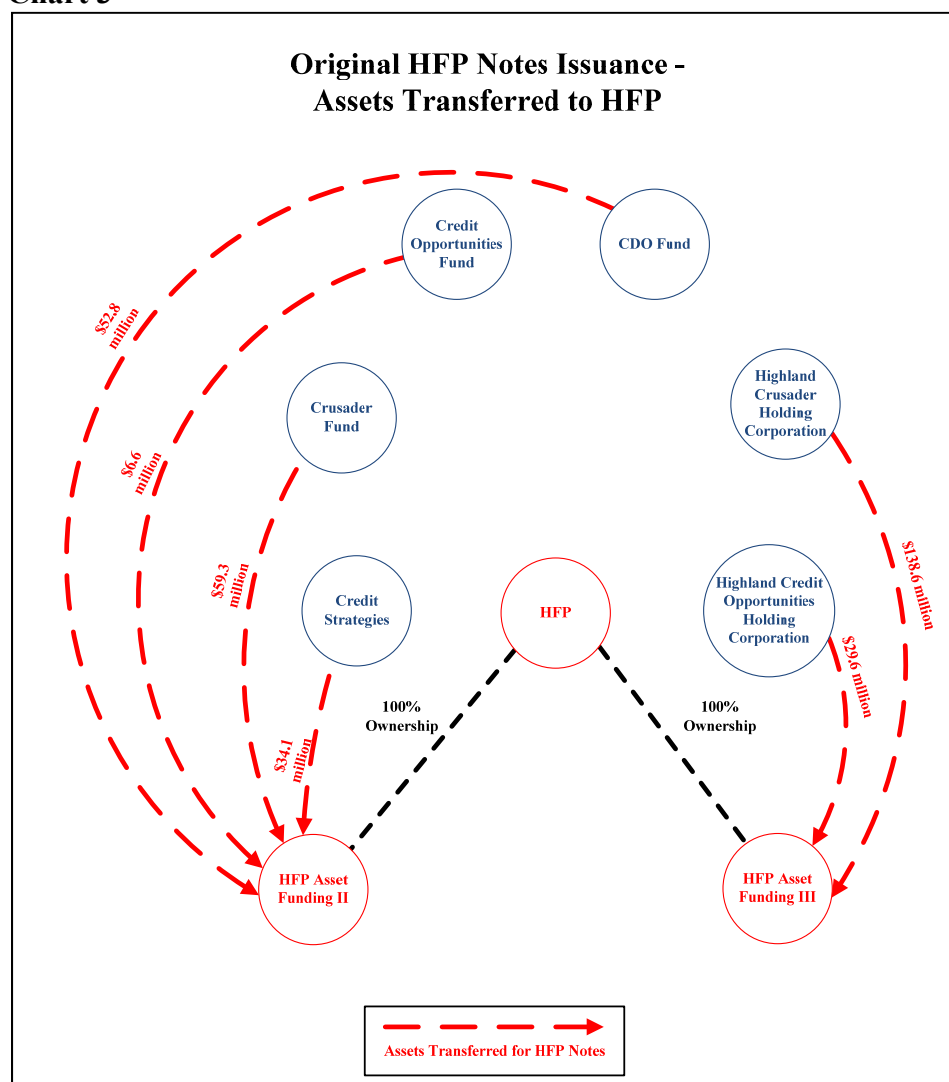 Chart 3
Original HFP Notes Issuance -
Assets Transferred to HFP
Credit
Opportunities
Fund
CDO Fund
$52.8
million
Highland
Crusader
Holding
Corporation
Crusader
Fund
$6.6
million
$59.3
million
$138.6 million
Credit
Strategies
HFP
Highland Credit
Opportunities
Holding
Corporation
$29.6 million
100%
Ownership
100%
Ownership
$34.1
million
HFP Asset
Funding II
HFP Asset
Funding III
Assets Transferred for HFP Notes